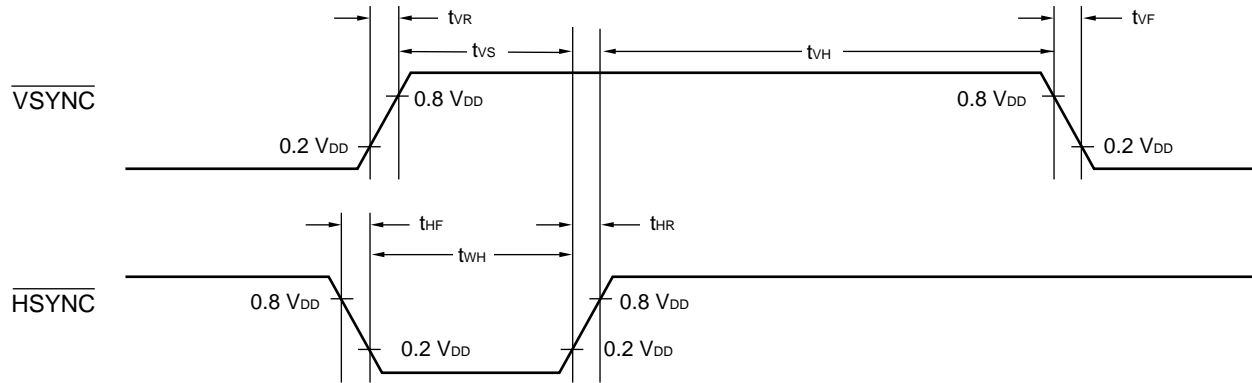 tVR
tVF
tVS
tVH
VSYNC
0.8 VDD
0.8 VDD
0.2 VDD
0.2 VDD
tHF
tHR
tWH
HSYNC
0.8 VDD
0.8 VDD
0.2 VDD
0.2 VDD